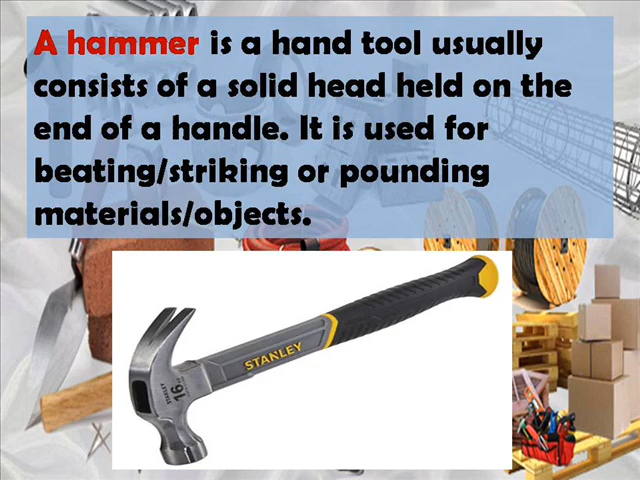 A hammer is a hand tool usually
consists of a solid head held on the
end of a handle. It is used for
beating/striking or pounding
materials/objects.
STANLEY
STANLEY
16